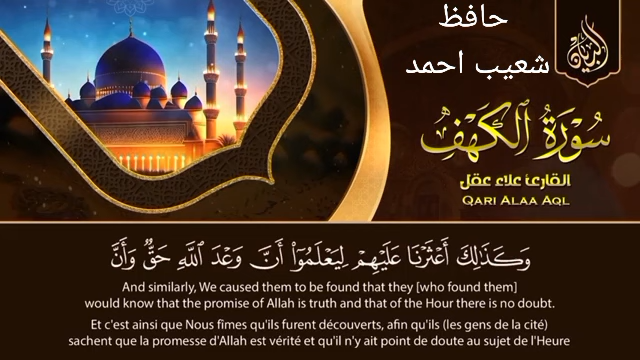 حافظ
شعيب احمد
البريان
سُورَةُ الكَهْفِ
القارئ علاء عقل
QARI ALAA AQL
وَكَذَٰلِكَ أَعْثَرْنَا عَلَيْهِمْ لِيَعْلَمُوٓا۟ أَنَّ وَعْدَ ٱللَّهِ حَقٌّ وَأَنَّ
And similarly, We caused them to be found that they [who found them]
would know that the promise of Allah is truth and that of the Hour there is no doubt.
Et c'est ainsi que Nous fîmes qu'ils furent découverts, afin qu'ils (les gens de la cité)
sachent que la promesse d'Allah est vérité et qu'il n'y ait point de doute au sujet de l'Heure